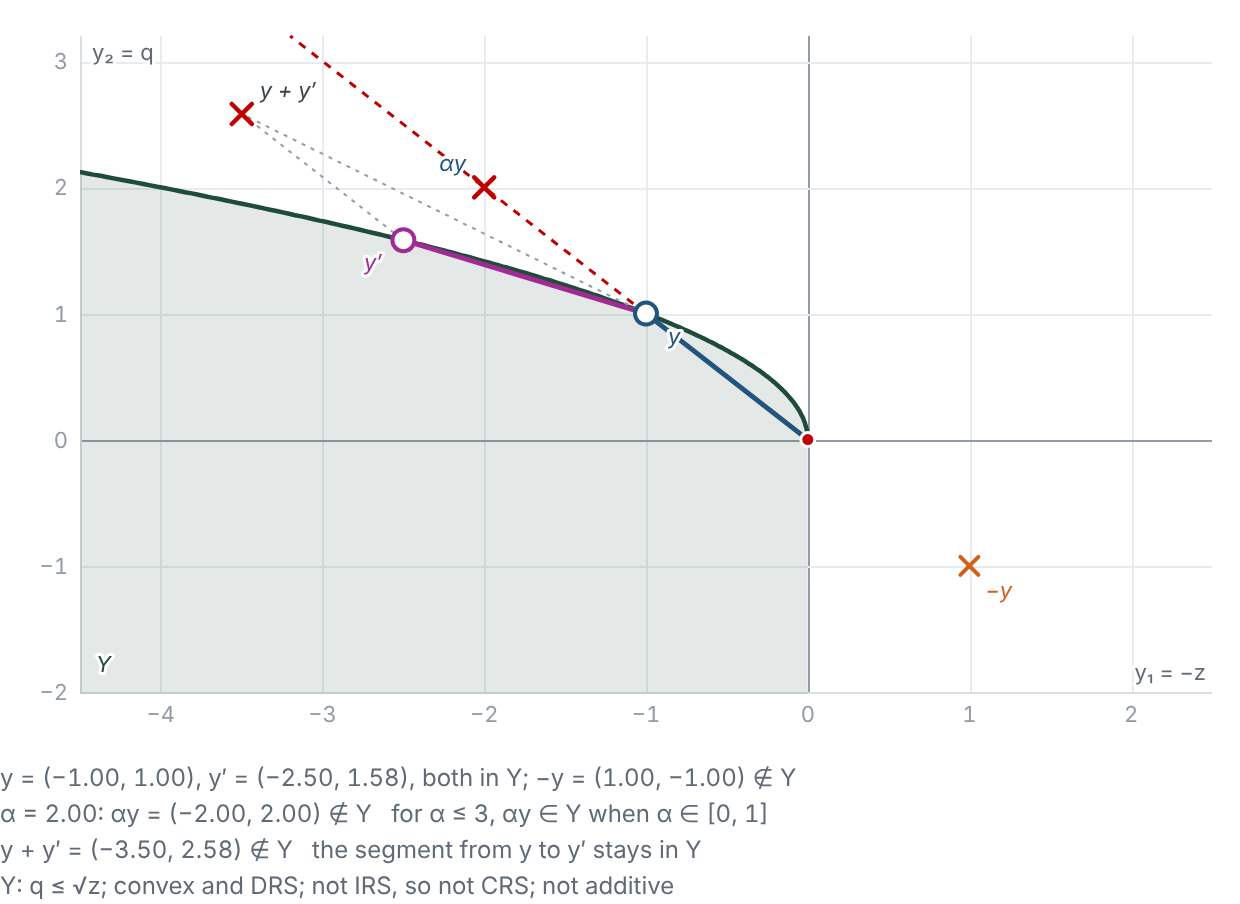 3
y₂ = q
y + y′
αy
2
y′
1
y
0
−1
−y
Y
y₁ = −z
−2
−4
−3
−2
−1
0
1
2
y = (−1.00, 1.00), y′ = (−2.50, 1.58), both in Y; −y = (1.00, −1.00) ∉ Y
α = 2.00: αy = (−2.00, 2.00) ∉ Y   for α ≤ 3, αy ∈ Y when α ∈ [0, 1]
y + y′ = (−3.50, 2.58) ∉ Y   the segment from y to y′ stays in Y
Y: q ≤ √z; convex and DRS; not IRS, so not CRS; not additive